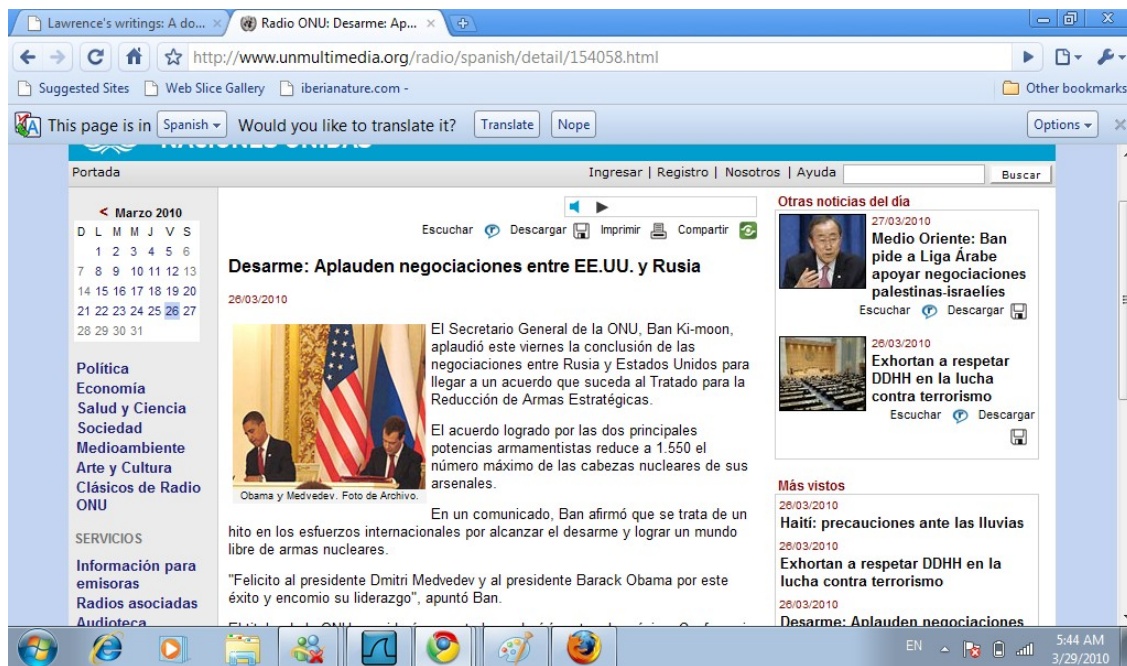 Lawrence's writings: A do...
Radio ONU: Desarme: Ap...
http://www.unmultimedia.org/radio/spanish/detail/154058.html
Suggested Sites
Web Slice Gallery
iberianature.com -
Other bookmarks
This page is in Spanish Would you like to translate it? Translate Nope
Options
Portada
Ingresar | Registro | Nosotros | Ayuda
Buscar
< Marzo 2010
D L M M J V S
1 2 3 4 5 6
7 8 9 10 11 12 13
14 15 16 17 18 19 20
21 22 23 24 25 26 27
28 29 30 31
Política
Economía
Salud y Ciencia
Sociedad
Medioambiente
Arte y Cultura
Clásicos de Radio
ONU
SERVICIOS
Información para
emisoras
Radios asociadas
Audioteca
Escuchar Descargar Imprimir Compartir
Desarme: Aplauden negociaciones entre EE.UU. y Rusia
26/03/2010
El Secretario General de la ONU, Ban Ki-moon,
aplaudió este viernes la conclusión de las
negociaciones entre Rusia y Estados Unidos para
llegar a un acuerdo que suceda al Tratado para la
Reducción de Armas Estratégicas.
El acuerdo logrado por las dos principales
potencias armamentistas reduce a 1.550 el
número máximo de las cabezas nucleares de sus
arsenales.
Obama y Medvedev. Foto de Archivo.
En un comunicado, Ban afirmó que se trata de un
hito en los esfuerzos internacionales por alcanzar el desarme y lograr un mundo
libre de armas nucleares.
"Felicito al presidente Dmitri Medvedev y al presidente Barack Obama por este
éxito y encomio su liderazgo", apuntó Ban.
Otras noticias del día
27/03/2010
Medio Oriente: Ban
pide a Liga Árabe
apoyar negociaciones
palestinas-israelíes
Escuchar Descargar
26/03/2010
Exhortan a respetar
DDHH en la lucha
contra terrorismo
Escuchar Descargar
Más vistos
26/03/2010
Haití: precauciones ante las lluvias
26/03/2010
Exhortan a respetar DDHH en la
lucha contra terrorismo
26/03/2010
Desarme: Aplauden negociaciones
EN
5:44 AM
3/29/2010